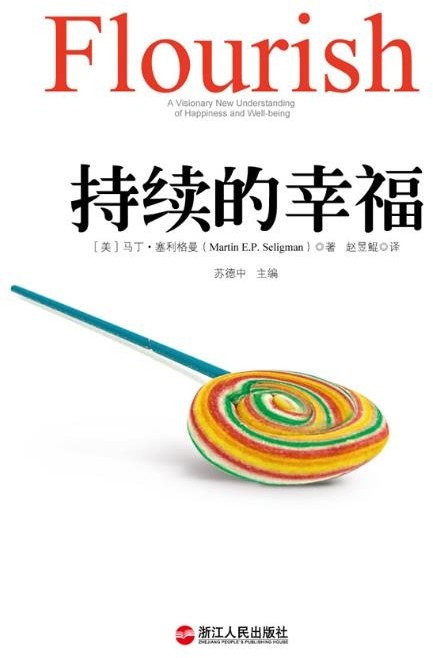 Flourish
A Visionary New Understanding
of Happiness and Well-being
持续的幸福
[美]马丁·塞利格曼(Martin E.P. Seligman)◎著 赵昱鲲◎译
苏德中 主编
浙江人民出版社
ZHEJIANG PEOPLE'S PUBLISHING HOUSE